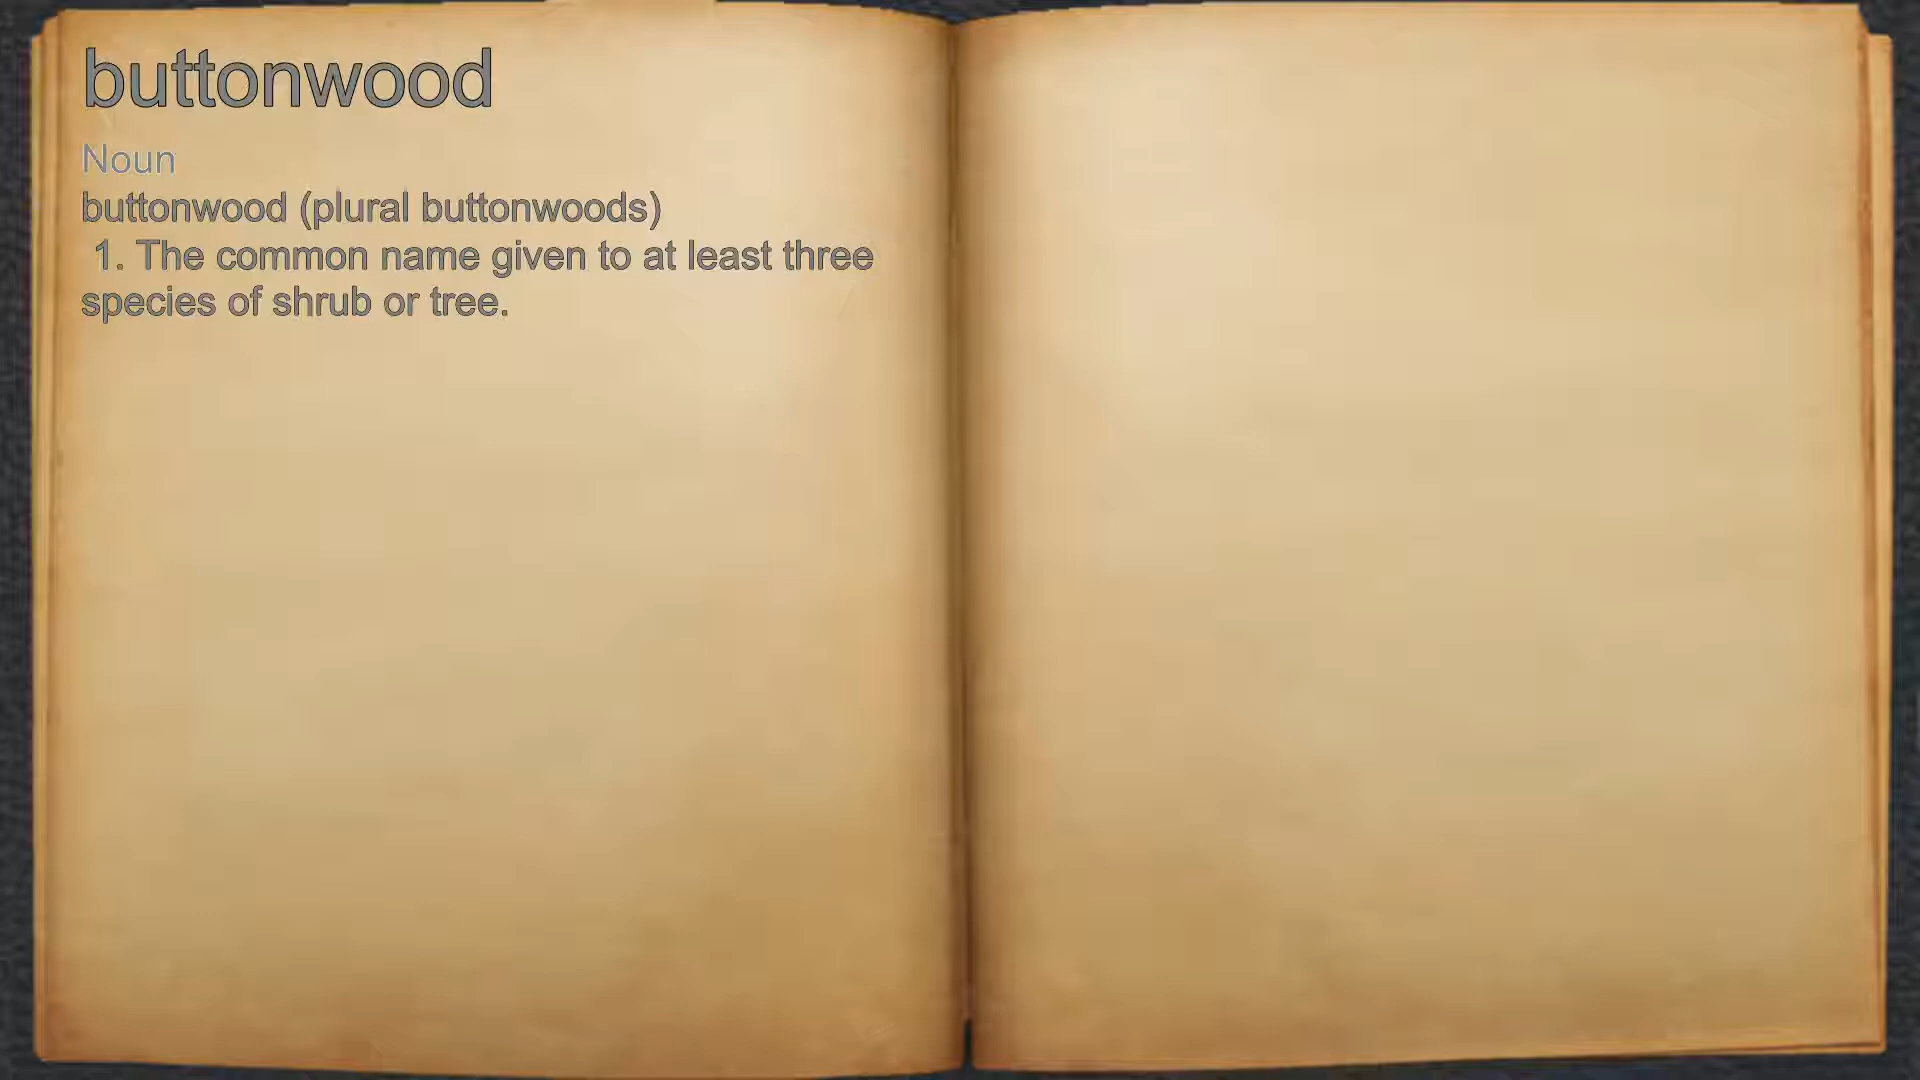 buttonwood
Noun
buttonwood (plural buttonwoods)
1. The common name given to at least three
species of shrub or tree.